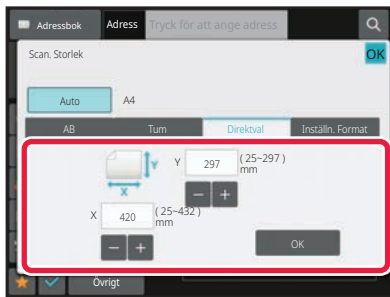 Adressbok Adress Tryck för att ange adress
Scan. Storlek OK
Auto A4
AB Tum Direktval Inställn. Format
Y 297 (25~297)
mm
Y
X
− +
X 420 (25~432)
mm
− + OK
Övrigt